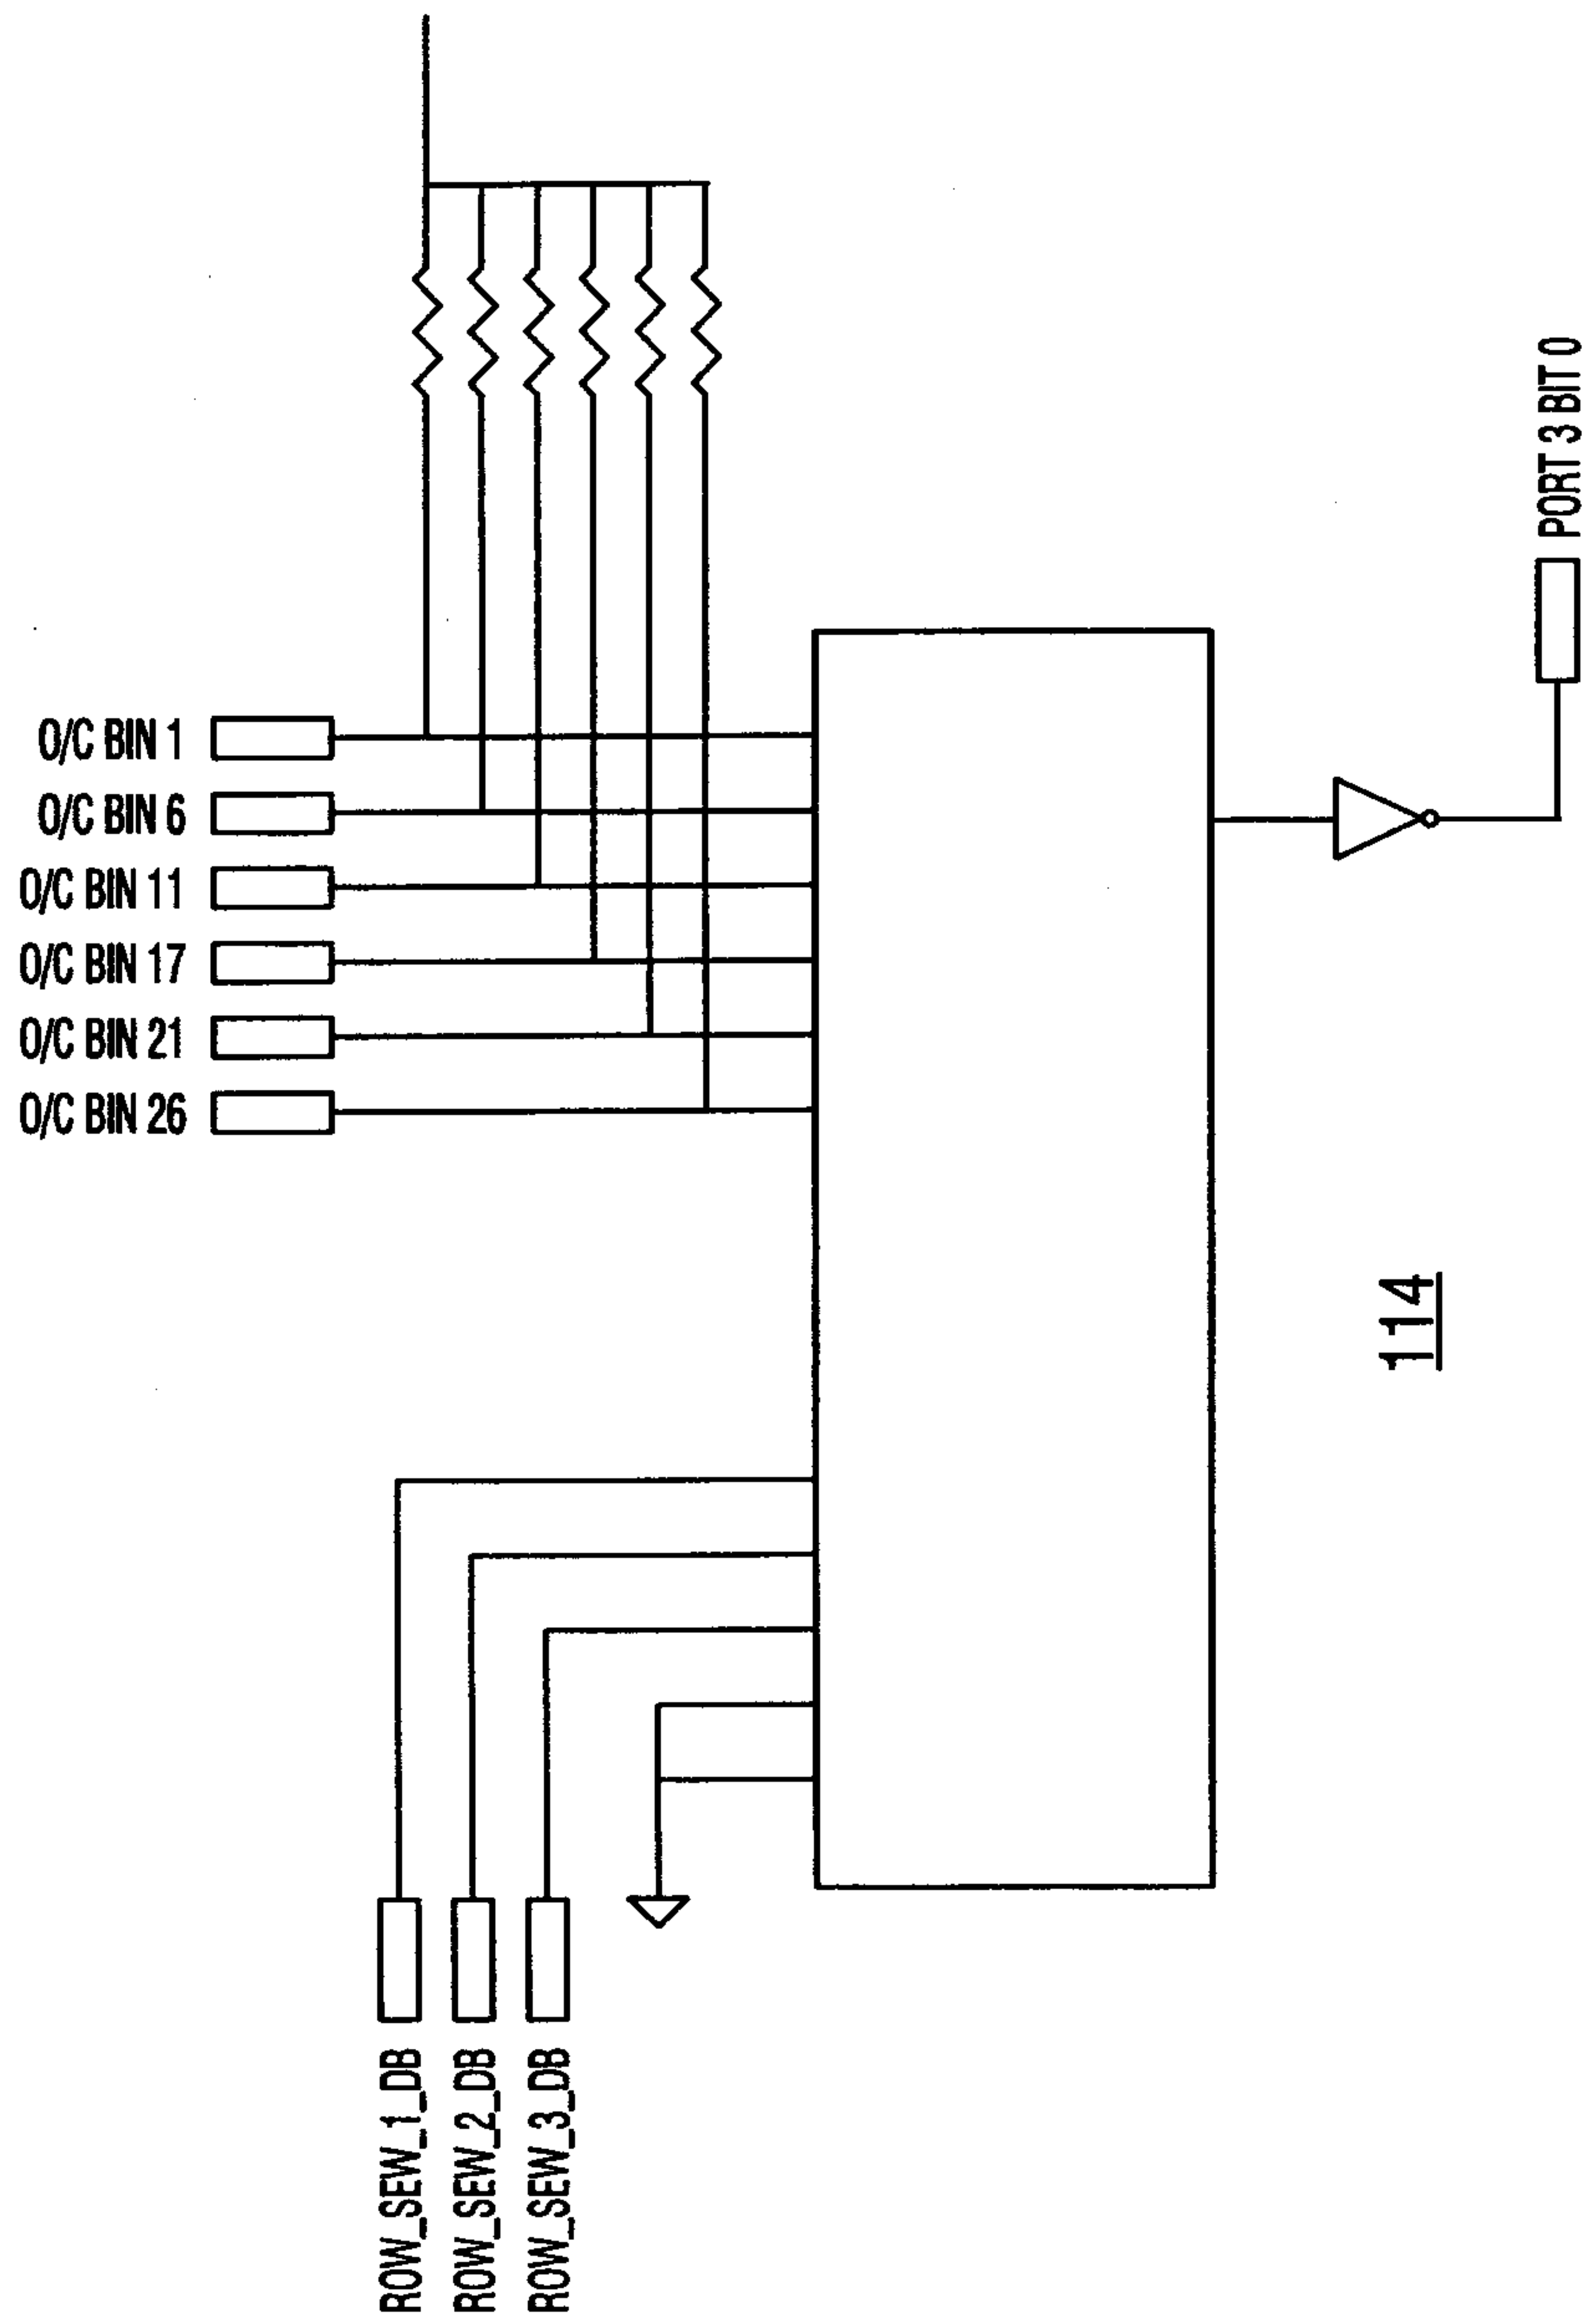 O/C BIN 1
O/C BIN 6
O/C BIN 11
O/C BIN 17
O/C BIN 21
O/C BIN 26
PORT 3 BIT 0
114
ROW_SEW_1_DB
ROW_SEW_2_DB
ROW_SEW_3_DB